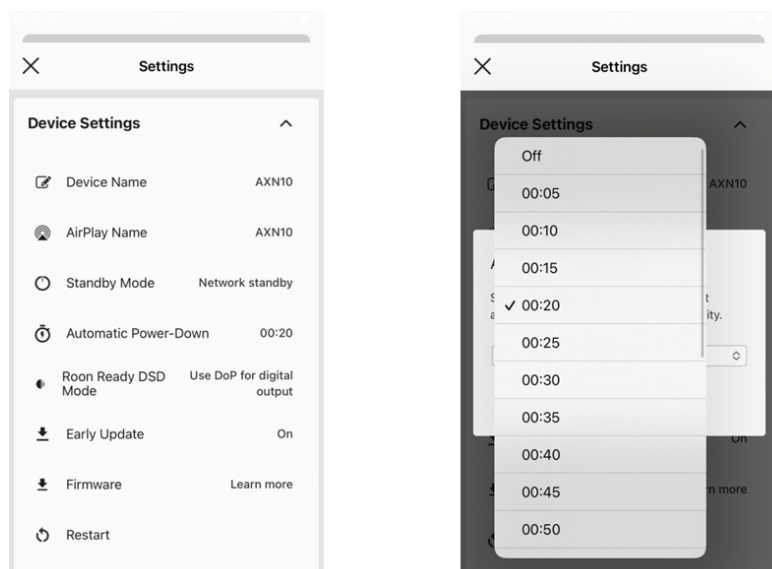 Settings
Device Settings
Device Name AXN10
AirPlay Name AXN10
Standby Mode Network standby
Automatic Power-Down 00:20
Roon Ready DSD Mode Use DoP for digital output
Early Update On
Firmware Learn more
Restart
Settings
Device Settings
AXN10
Off
00:05
00:10
00:15
00:20
00:25
00:30
00:35
00:40
00:45
00:50
ity.
On
more